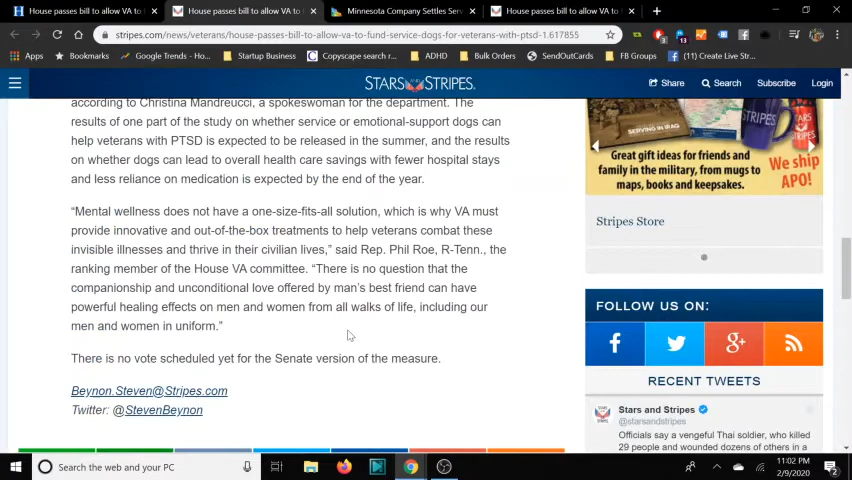 House passes bill to allow VA to f
House passes bill to allow VA to
Minnesota Company Settles Serv
House passes bill to allow VA to
stripes.com/news/veterans/house-passes-bill-to-allow-va-to-fund-service-dogs-for-veterans-with-ptsd-1.617855
Apps
Bookmarks
Google Trends - Ho...
Startup Business
Copyscape search r...
ADHD
Bulk Orders
SendOutCards
FB Groups
(11) Create Live Str...
STARS STRIPES.
Share
Search
Subscribe
Login
according to Christina Mandreucci, a spokeswoman for the department. The
results of one part of the study on whether service or emotional-support dogs can
help veterans with PTSD is expected to be released in the summer, and the results
on whether dogs can lead to overall health care savings with fewer hospital stays
and less reliance on medication is expected by the end of the year.
“Mental wellness does not have a one-size-fits-all solution, which is why VA must
provide innovative and out-of-the-box treatments to help veterans combat these
invisible illnesses and thrive in their civilian lives,” said Rep. Phil Roe, R-Tenn., the
ranking member of the House VA committee. “There is no question that the
companionship and unconditional love offered by man’s best friend can have
powerful healing effects on men and women from all walks of life, including our
men and women in uniform.”
There is no vote scheduled yet for the Senate version of the measure.
Beynon.Steven@Stripes.com
Twitter: @StevenBeynon
SERVING IN IRAQ
Great gift ideas for friends and
family in the military, from mugs to
maps, books and keepsakes.
We ship
APO!
Stripes Store
FOLLOW US ON:
RECENT TWEETS
Stars and Stripes
@starsandstripes
Officials say a vengeful Thai soldier, who killed
29 people and wounded dozens of others in a
Search the web and your PC
11:02 PM
2/9/2020